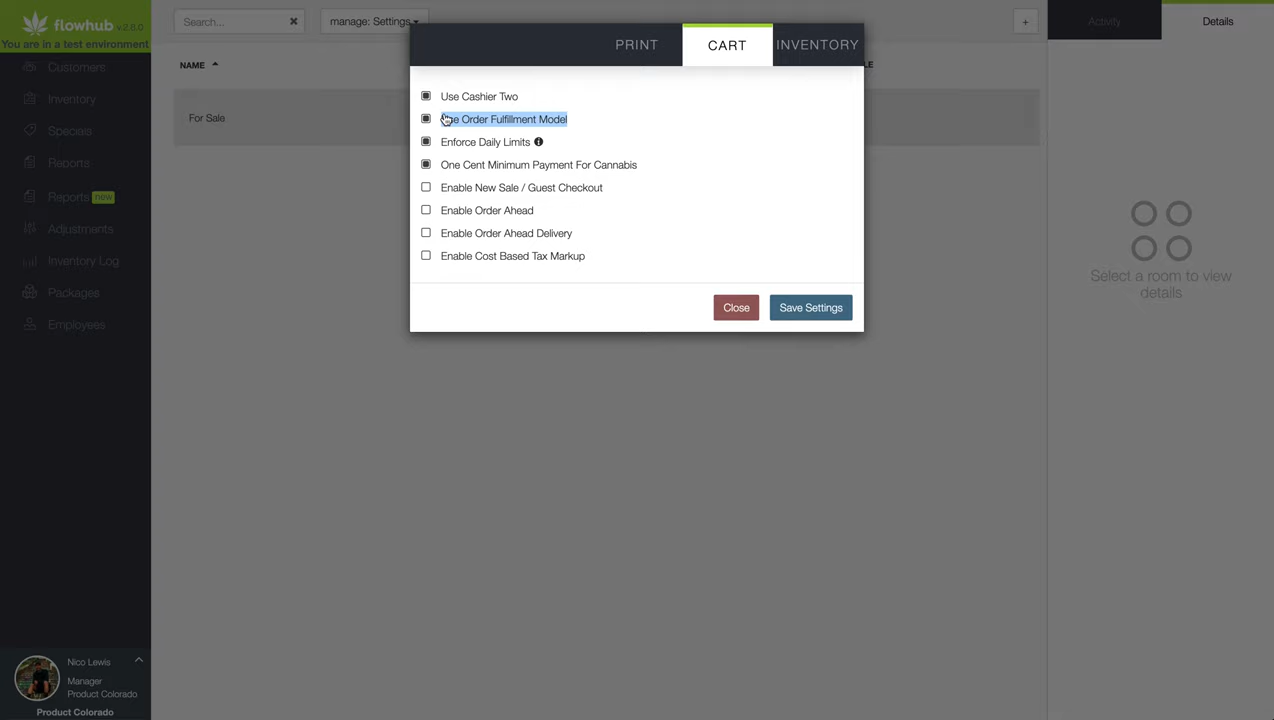 flowhub v.2.8.0
You are in a test environment
Customers
Inventory
Specials
Reports
Reports new
Adjustments
Inventory Log
Packages
Employees
Nico Lewis
Manager
Product Colorado
Product Colorado
Search...
manage: Settings
+
NAME
For Sale
PRINT
CART
INVENTORY
Use Cashier Two
Order Fulfillment Model
Enforce Daily Limits
One Cent Minimum Payment For Cannabis
Enable New Sale / Guest Checkout
Enable Order Ahead
Enable Order Ahead Delivery
Enable Cost Based Tax Markup
Close
Save Settings
Activity
Details
Select a room to view
details